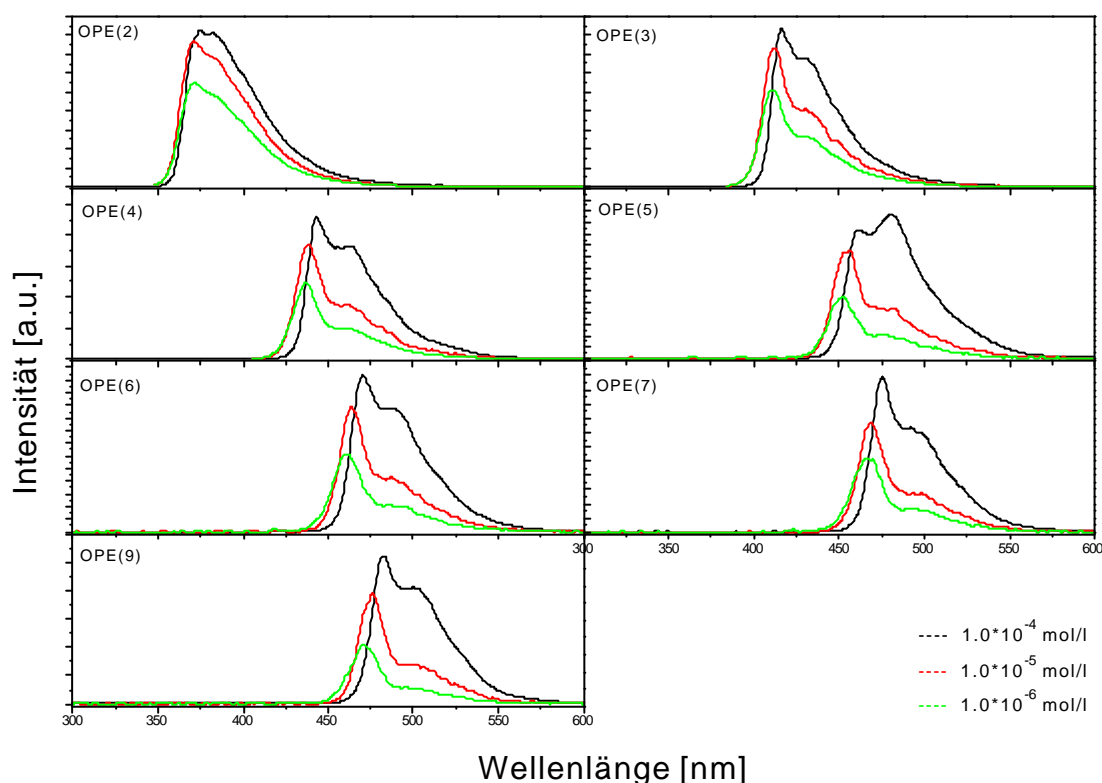 OPE(2)
OPE(3)
OPE(4)
OPE(5)
OPE(6)
OPE(7)
300 350 400 450 500 550 600
OPE(9)
300 350 400 450 500 550 600
1.0*10⁻⁴ mol/l
1.0*10⁻⁵ mol/l
1.0*10⁻⁶ mol/l
Intensität [a.u.]
Wellenlänge [nm]